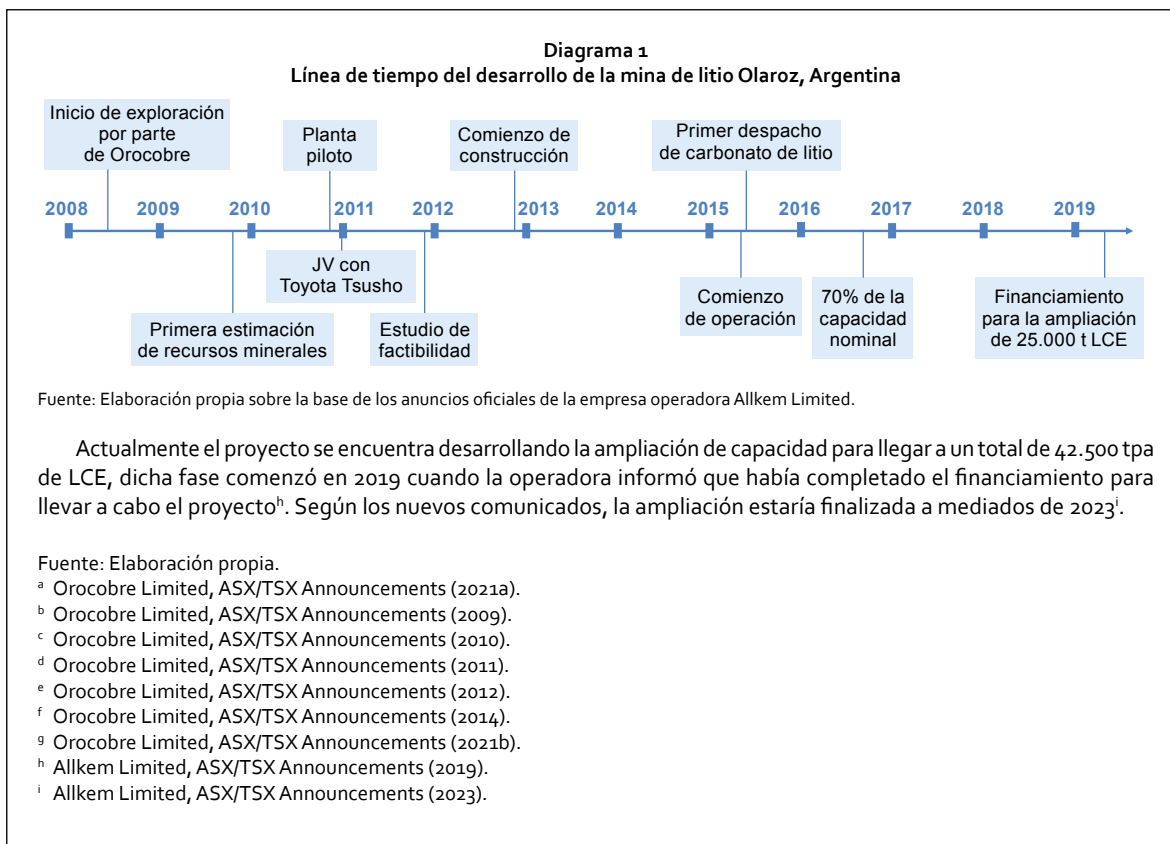 Diagrama 1
Línea de tiempo del desarrollo de la mina de litio Olaroz, Argentina
Inicio de exploración
por parte
de Orocobre
Planta
piloto
Comienzo de
construcción
Primer despacho
de carbonato de litio
2008 2009 2010 2011 2012 2013 2014 2015 2016 2017 2018 2019
Primera estimación
de recursos minerales
JV con
Toyota Tsusho
Estudio de
factibilidad
Comienzo
de operación
70% de la
capacidad
nominal
Financiamiento
para la ampliación
de 25.000 t LCE
Fuente: Elaboración propia sobre la base de los anuncios oficiales de la empresa operadora Allkem Limited.
Actualmente el proyecto se encuentra desarrollando la ampliación de capacidad para llegar a un total de 42.500 tpa
de LCE, dicha fase comenzó en 2019 cuando la operadora informó que había completado el financiamiento para
llevar a cabo el proyectoʰ. Según los nuevos comunicados, la ampliación estaría finalizada a mediados de 2023ⁱ.
Fuente: Elaboración propia.
ᵃ Orocobre Limited, ASX/TSX Announcements (2021a).
ᵇ Orocobre Limited, ASX/TSX Announcements (2009).
ᶜ Orocobre Limited, ASX/TSX Announcements (2010).
ᵈ Orocobre Limited, ASX/TSX Announcements (2011).
ᵉ Orocobre Limited, ASX/TSX Announcements (2012).
ᶠ Orocobre Limited, ASX/TSX Announcements (2014).
ᵍ Orocobre Limited, ASX/TSX Announcements (2021b).
ʰ Allkem Limited, ASX/TSX Announcements (2019).
ⁱ Allkem Limited, ASX/TSX Announcements (2023).